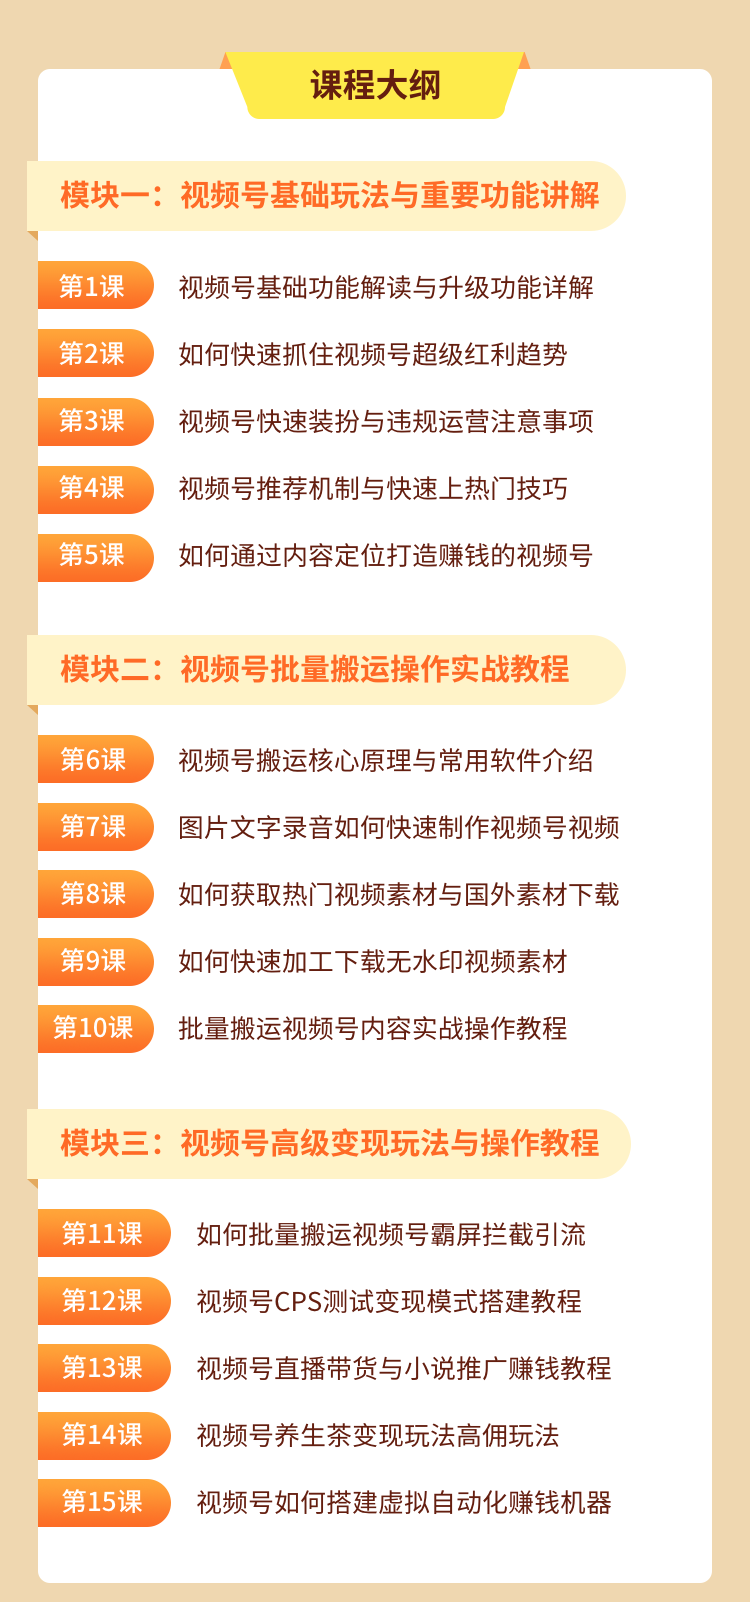 课程大纲
模块一：视频号基础玩法与重要功能讲解
第1课 视频号基础功能解读与升级功能详解
第2课 如何快速抓住视频号超级红利趋势
第3课 视频号快速装扮与违规运营注意事项
第4课 视频号推荐机制与快速上热门技巧
第5课 如何通过内容定位打造赚钱的视频号
模块二：视频号批量搬运操作实战教程
第6课 视频号搬运核心原理与常用软件介绍
第7课 图片文字录音如何快速制作视频号视频
第8课 如何获取热门视频素材与国外素材下载
第9课 如何快速加工下载无水印视频素材
第10课 批量搬运视频号内容实战操作教程
模块三：视频号高级变现玩法与操作教程
第11课 如何批量搬运视频号霸屏拦截引流
第12课 视频号CPS测试变现模式搭建教程
第13课 视频号直播带货与小说推广赚钱教程
第14课 视频号养生茶变现玩法高佣玩法
第15课 视频号如何搭建虚拟自动化赚钱机器